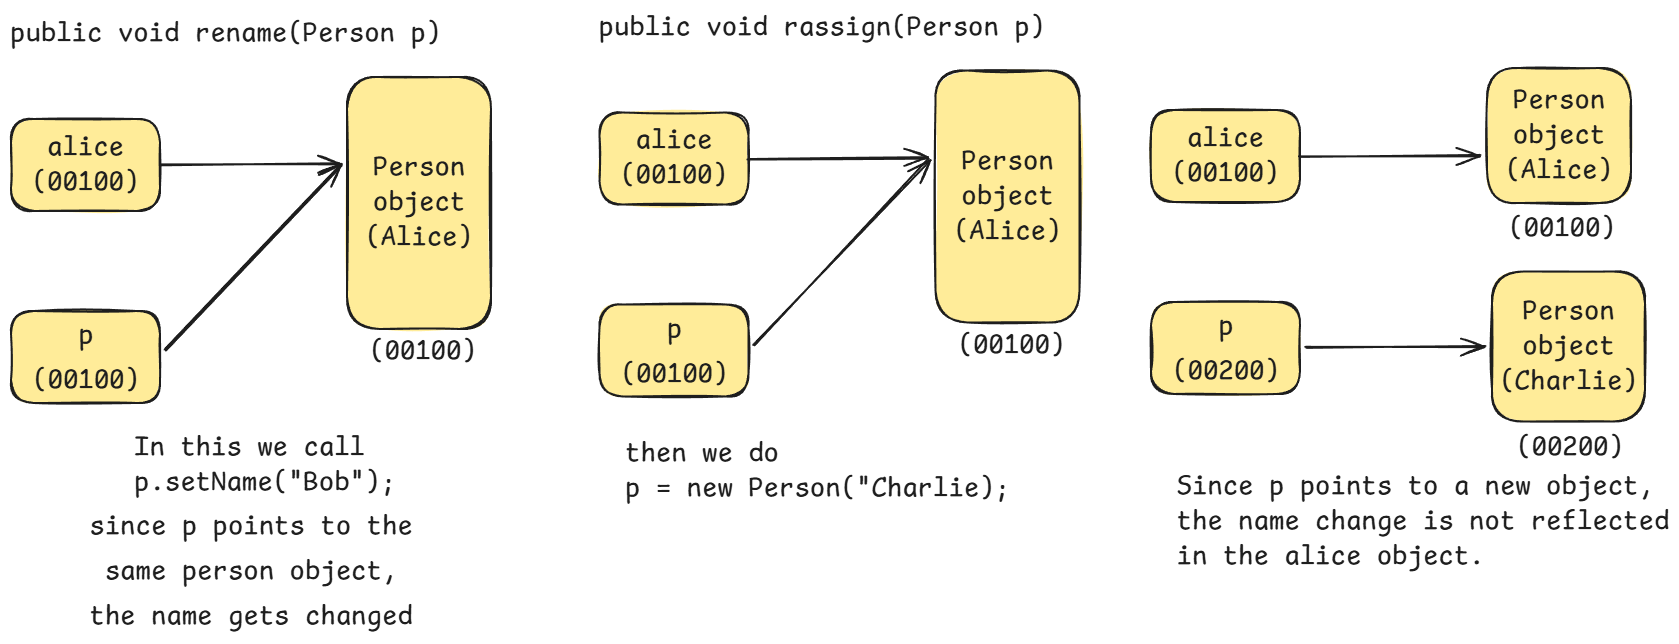 public void rename(Person p)
alice
(00100)
Person
object
(Alice)
(00100)
p
(00100)
In this we call
p.setName("Bob");
since p points to the
same person object,
the name gets changed
public void rassign(Person p)
alice
(00100)
Person
object
(Alice)
(00100)
p
(00100)
then we do
p = new Person("Charlie);
alice
(00100)
Person
object
(Alice)
(00100)
p
(00200)
Person
object
(Charlie)
(00200)
Since p points to a new object,
the name change is not reflected
in the alice object.